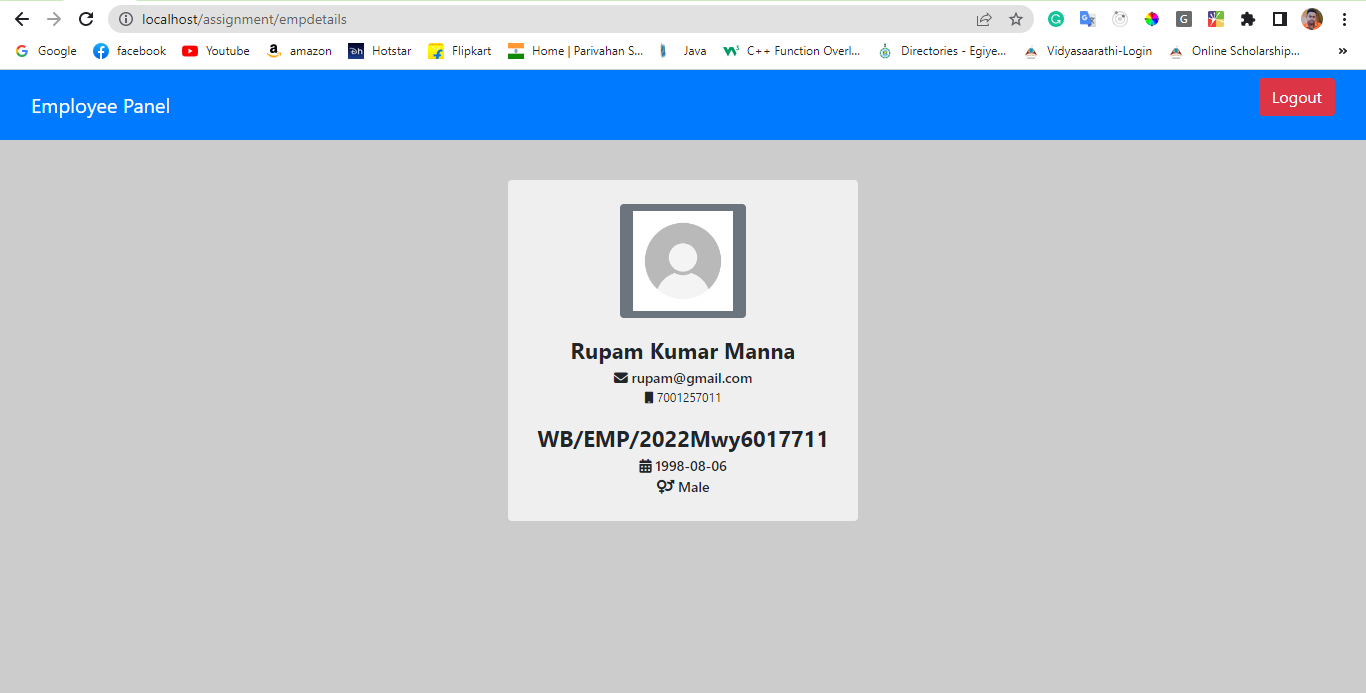 localhost/assignment/empdetails
Google facebook Youtube amazon Hotstar Flipkart Home | Parivahan S... Java C++ Function Overl... Directories - Egiye... Vidyasaarathi-Login Online Scholarship... »
Employee Panel
Logout
Rupam Kumar Manna
rupam@gmail.com
7001257011
WB/EMP/2022Mwy6017711
1998-08-06
Male